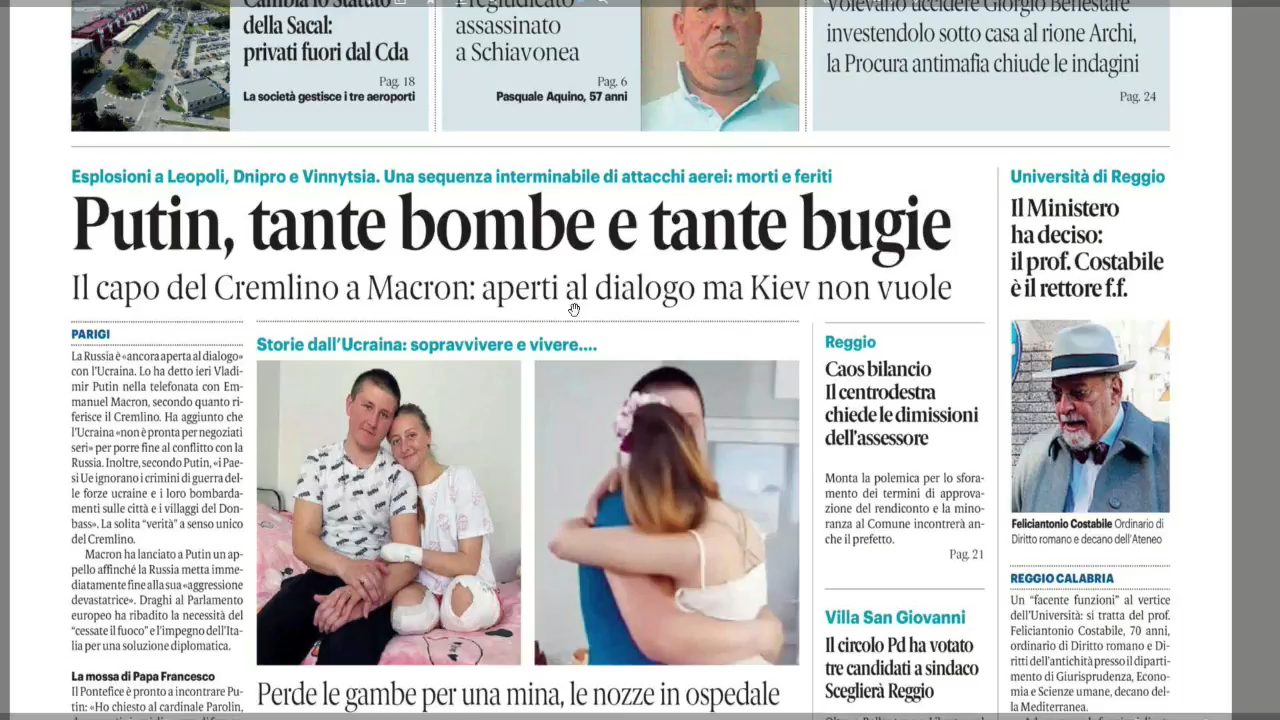 Cambia lo Statuto
della Sacal:
privati fuori dal Cda
Pag. 18
La società gestisce i tre aeroporti
Pregiudicato
assassinato
a Schiavonea
Pag. 6
Pasquale Aquino, 57 anni
Volevano uccidere Giorgio Benestare
investendolo sotto casa al rione Archi,
la Procura antimafia chiude le indagini
Pag. 24
Esplosioni a Leopoli, Dnipro e Vinnytsia. Una sequenza interminabile di attacchi aerei: morti e feriti
Putin, tante bombe e tante bugie
Il capo del Cremlino a Macron: aperti al dialogo ma Kiev non vuole
PARIGI
La Russia è «ancora aperta al dialogo»
con l'Ucraina. Lo ha detto ieri Vladi-
mir Putin nella telefonata con Em-
manuel Macron, secondo quanto ri-
ferisce il Cremlino. Ha aggiunto che
l'Ucraina «non è pronta per negoziati
seri» per porre fine al conflitto con la
Russia. Inoltre, secondo Putin, «i Pae-
si Ue ignorano i crimini di guerra del-
le forze ucraine e i loro bombarda-
menti sulle città e i villaggi del Don-
bass». La solita “verità” a senso unico
del Cremlino.
Macron ha lanciato a Putin un ap-
pello affinché la Russia metta imme-
diatamente fine alla sua «aggressione
devastatrice». Draghi al Parlamento
europeo ha ribadito la necessità del
“cessate il fuoco” e l'impegno dell'Ita-
lia per una soluzione diplomatica.
La mossa di Papa Francesco
Il Pontefice è pronto a incontrare Pu-
tin: «Ho chiesto al cardinale Parolin,
Storie dall'Ucraina: sopravvivere e vivere....
Perde le gambe per una mina, le nozze in ospedale
Reggio
Caos bilancio
Il centrodestra
chiede le dimissioni
dell'assessore
Monta la polemica per lo sfora-
mento dei termini di approva-
zione del rendiconto e la mino-
ranza al Comune incontrerà an-
che il prefetto.
Pag. 21
Villa San Giovanni
Il circolo Pd ha votato
tre candidati a sindaco
Sceglierà Reggio
Università di Reggio
Il Ministero
ha deciso:
il prof. Costabile
è il rettore f.f.
Feliciantonio Costabile Ordinario di
Diritto romano e decano dell'Ateneo
REGGIO CALABRIA
Un “facente funzioni” al vertice
dell'Università: si tratta del prof.
Feliciantonio Costabile, 70 anni,
ordinario di Diritto romano e Di-
ritti dell'antichità presso il diparti-
mento di Giurisprudenza, Econo-
mia e Scienze umane, decano del-
la Mediterranea.